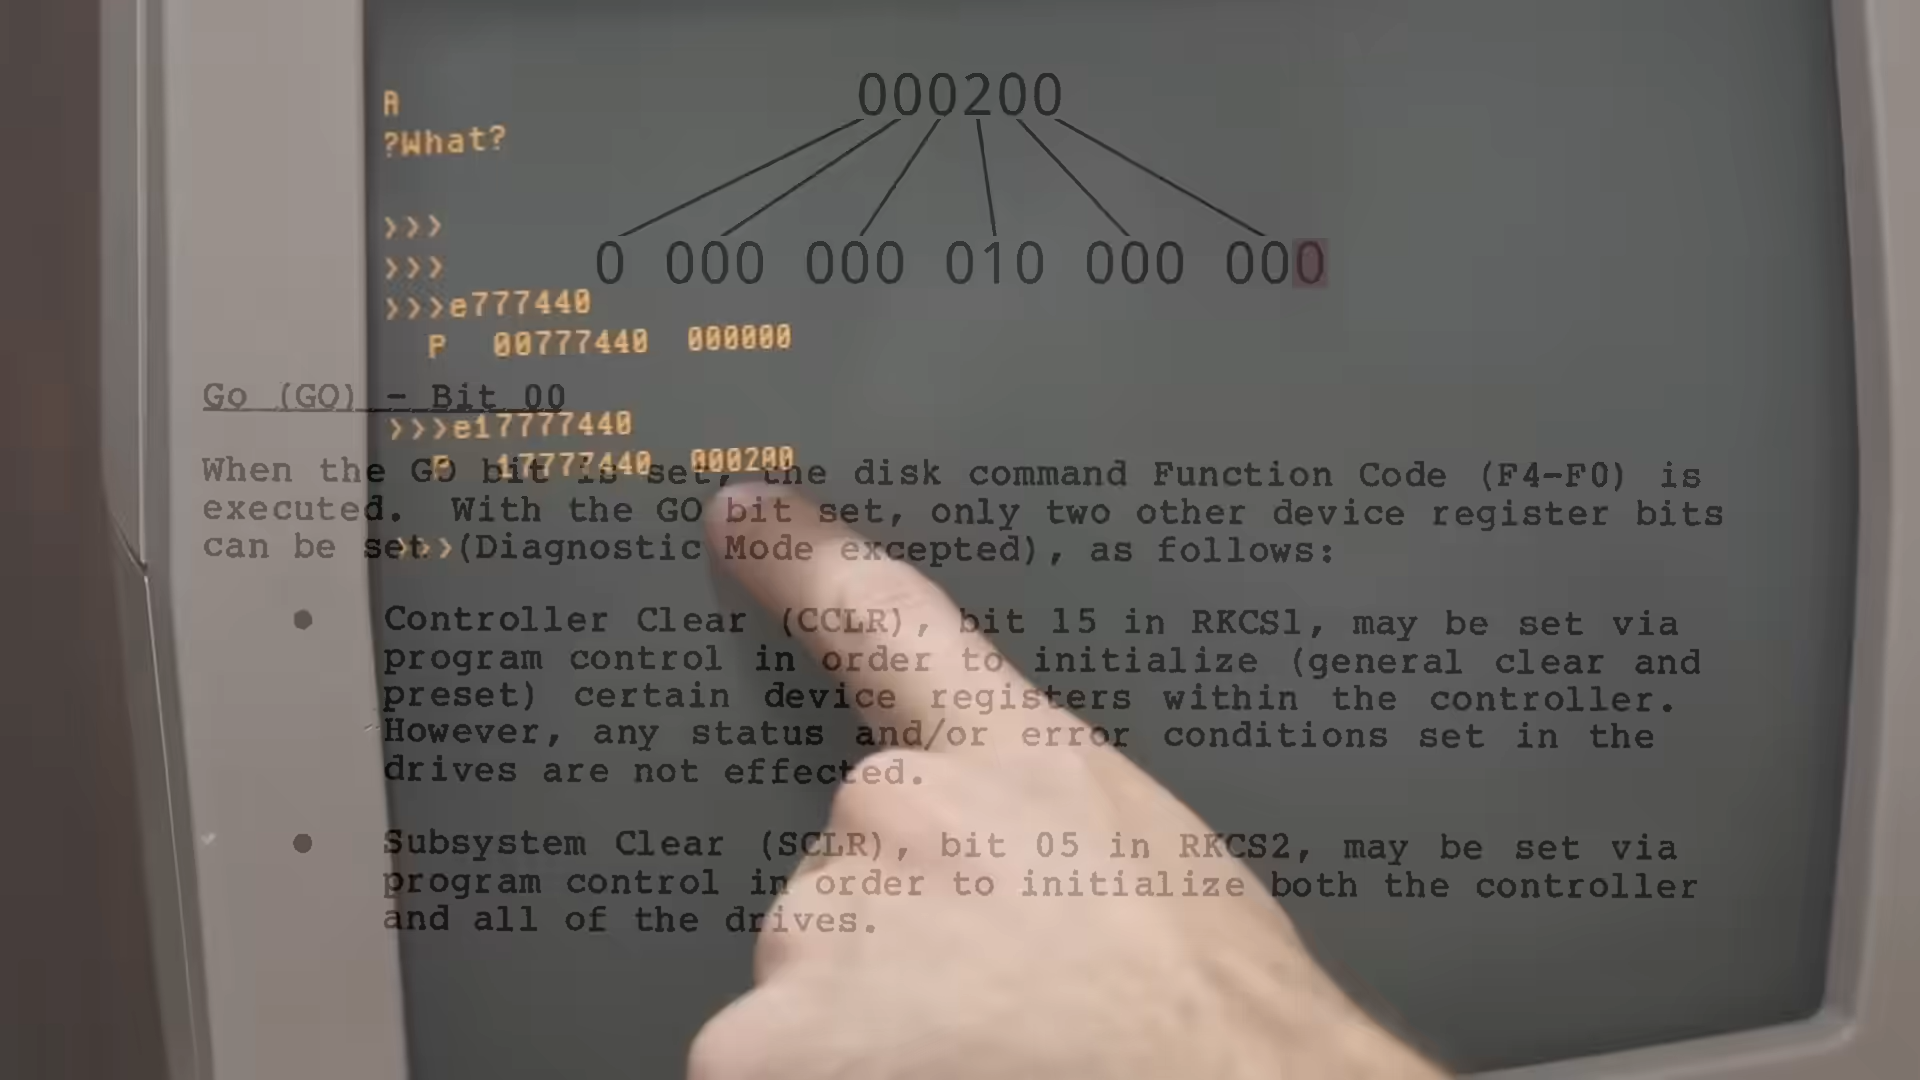 A
?What?
000200
>>>
>>>
0 000 000 010 000 000
>>>e777440
P 00777440 000000
Go (GO) - Bit 00
>>>e17777440
P 17777440 000200
When the GO bit is set, the disk command Function Code (F4-F0) is
executed. With the GO bit set, only two other device register bits
can be set (Diagnostic Mode excepted), as follows:
>>>
● Controller Clear (CCLR), bit 15 in RKCS1, may be set via
program control in order to initialize (general clear and
preset) certain device registers within the controller.
However, any status and/or error conditions set in the
drives are not effected.
● Subsystem Clear (SCLR), bit 05 in RKCS2, may be set via
program control in order to initialize both the controller
and all of the drives.